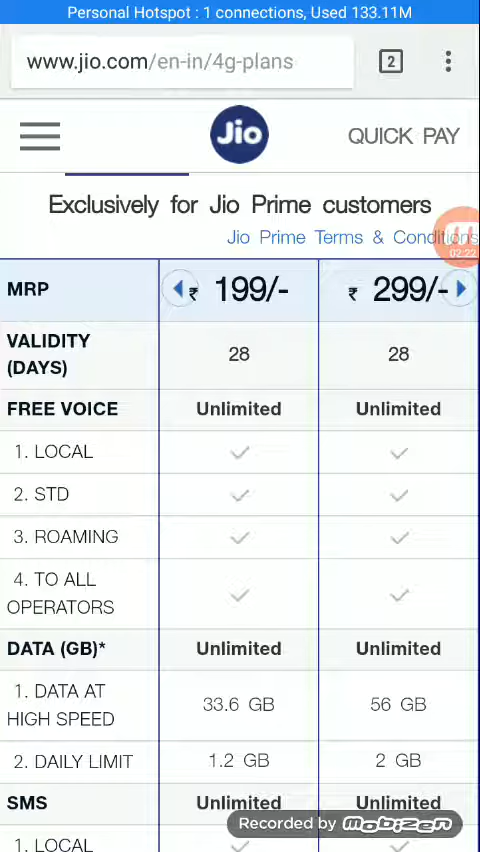 Personal Hotspot : 1 connections, Used 133.11M
www.jio.com/en-in/4g-plans
2
Jio
QUICK PAY
Exclusively for Jio Prime customers
Jio Prime Terms & Conditions
02:22
MRP ₹ 199/- ₹ 299/-
VALIDITY
(DAYS) 28 28
FREE VOICE Unlimited Unlimited
1. LOCAL
2. STD
3. ROAMING
4. TO ALL
OPERATORS
DATA (GB)* Unlimited Unlimited
1. DATA AT
HIGH SPEED 33.6 GB 56 GB
2. DAILY LIMIT 1.2 GB 2 GB
SMS Unlimited Unlimited
Recorded by mobizen
1. LOCAL